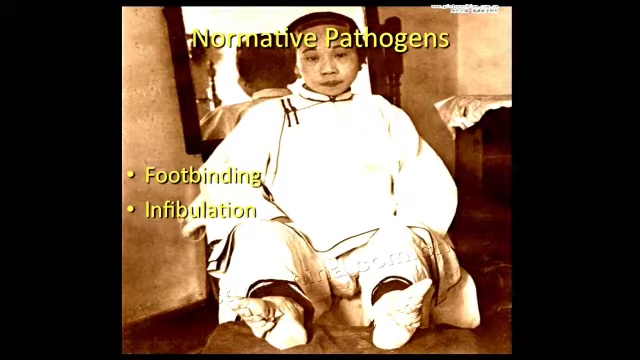 Normative Pathogens
• Footbinding
• Infibulation